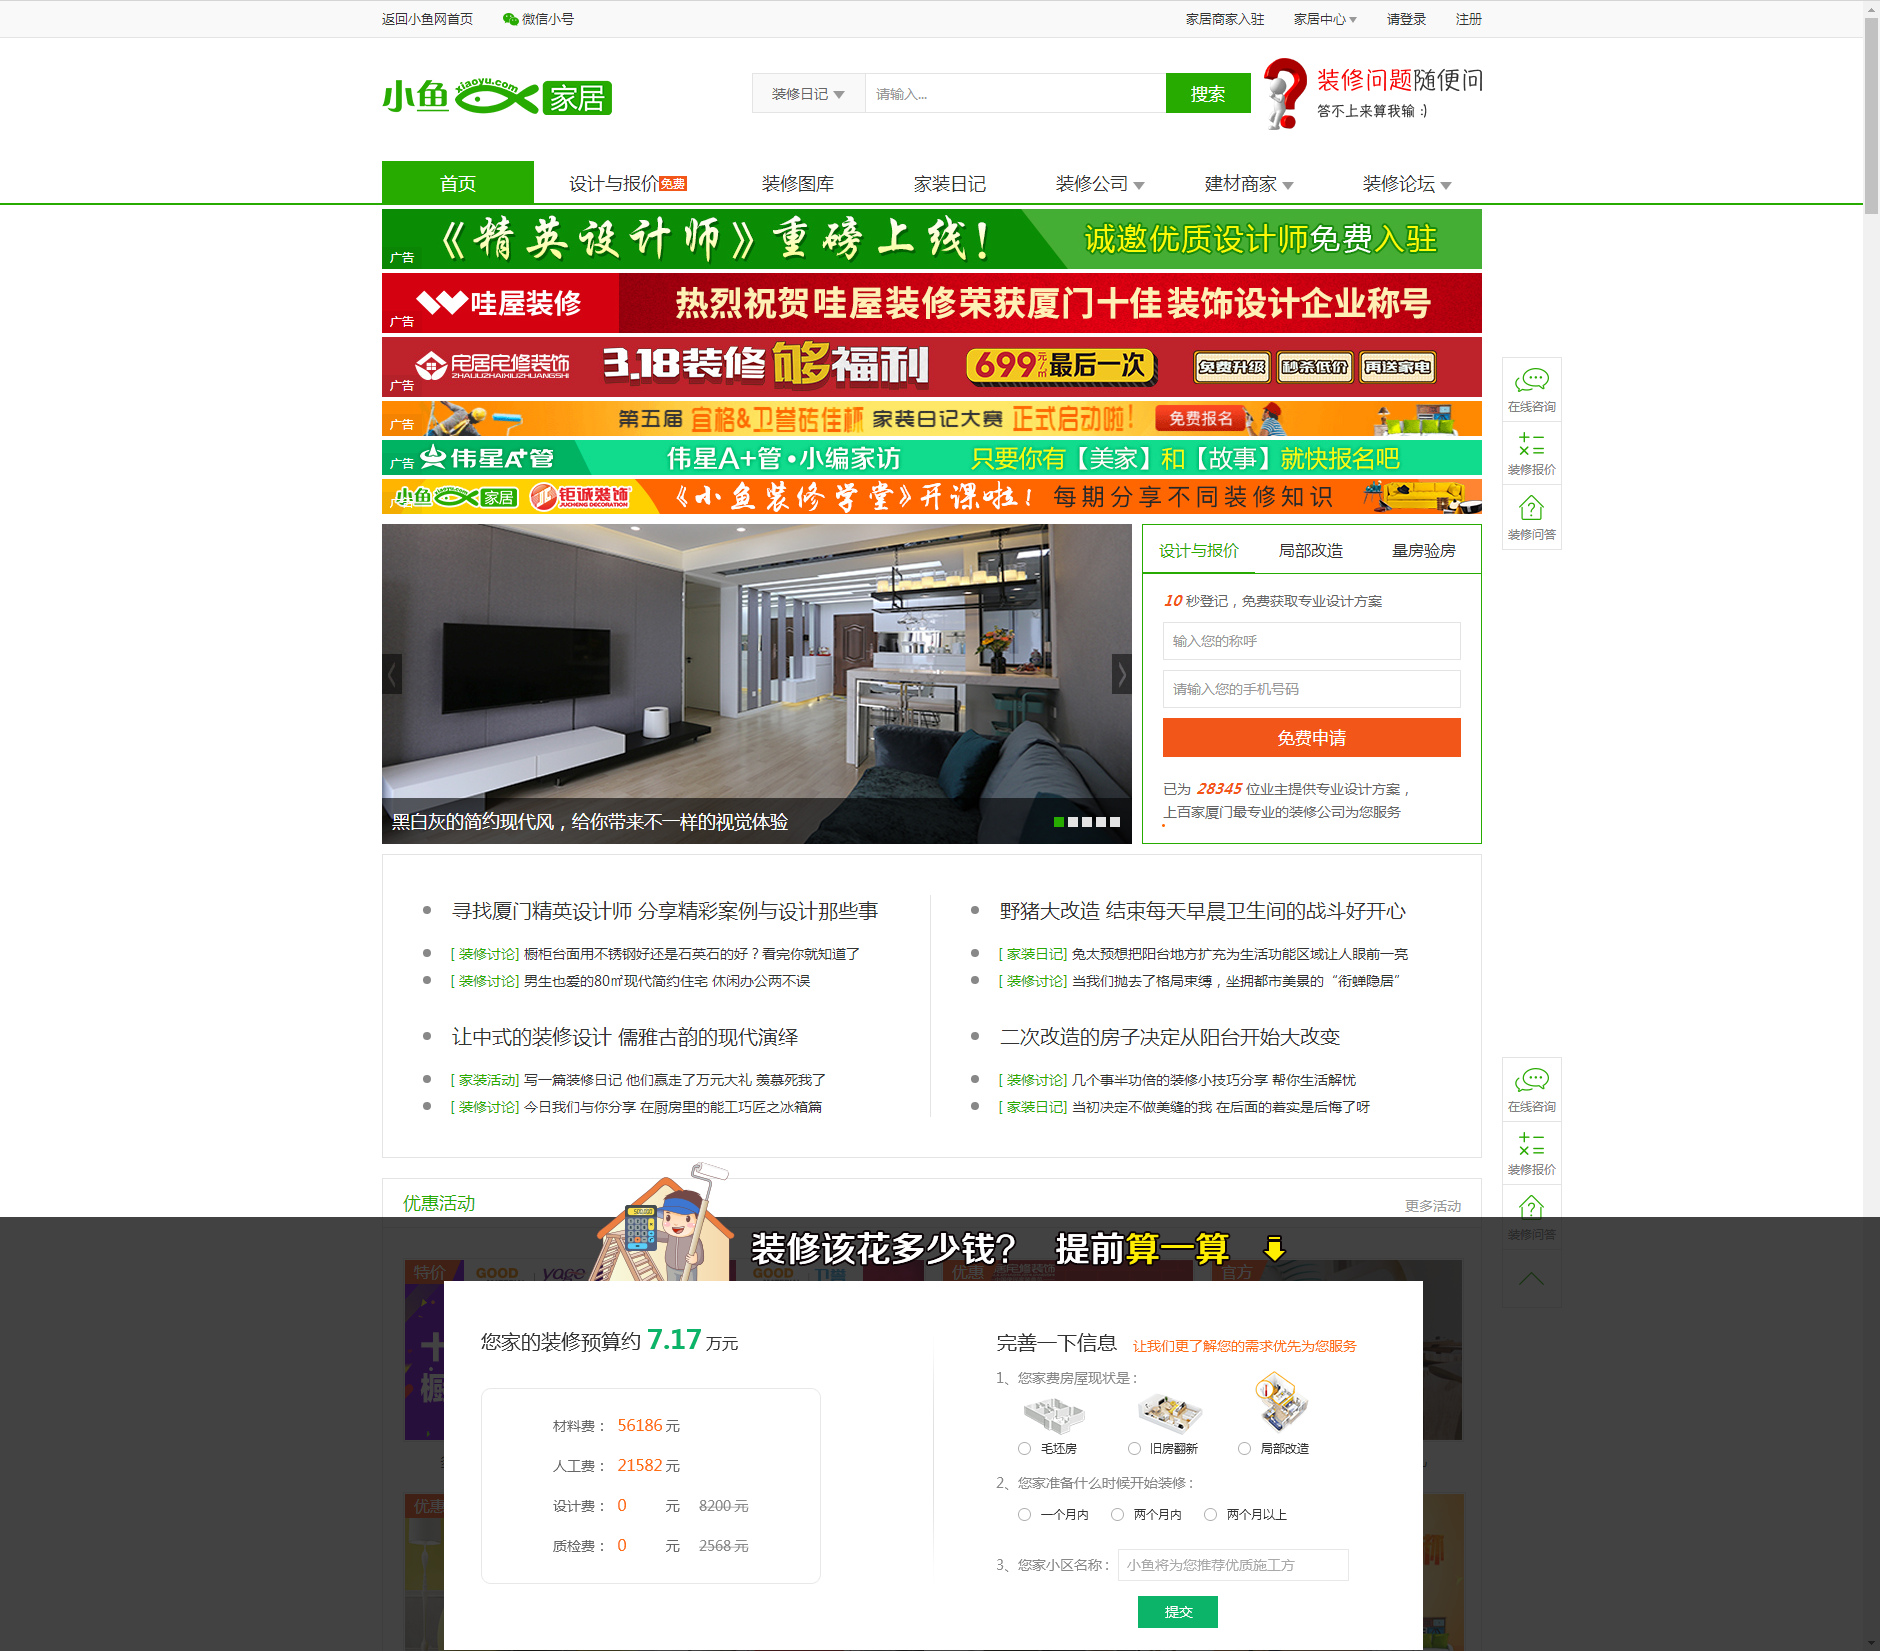 返回小鱼网首页 微信小号 家居商家入驻 家居中心 请登录 注册
小鱼 xiaoyu.com 家居 装修日记 请输入... 搜索 装修问题随便问
答不上来算我输 :)
首页 设计与报价 免费 装修图库 家装日记 装修公司 建材商家 装修论坛
《精英设计师》重磅上线! 诚邀优质设计师免费入驻
广告
哇屋装修 热烈祝贺哇屋装修荣获厦门十佳装饰设计企业称号
广告
宅居宅修装饰 3.18装修够福利 699元/㎡最后一次 免费升级 秒杀低价 再送家电
ZHAIJUZHAIXIUZHUANGSHI
广告
第五届 宜格&卫誉砖佳杯 家装日记大赛 正式启动啦! 免费报名
广告
伟星A+管 伟星A+管·小编家访 只要你有【美家】和【故事】就快报名吧
广告
小鱼 家居 钜诚装饰 《小鱼装修学堂》开课啦! 每期分享不同装修知识
JUCHENG DECORATION
在线咨询
装修报价
装修问答
黑白灰的简约现代风，给你带来不一样的视觉体验
设计与报价 局部改造 量房验房
10 秒登记，免费获取专业设计方案
输入您的称呼
请输入您的手机号码
免费申请
已为 28345 位业主提供专业设计方案，
上百家厦门最专业的装修公司为您服务
寻找厦门精英设计师 分享精彩案例与设计那些事
[ 装修讨论] 橱柜台面用不锈钢好还是石英石的好？看完你就知道了
[ 装修讨论] 男生也爱的80㎡现代简约住宅 休闲办公两不误
让中式的装修设计 儒雅古韵的现代演绎
[ 家装活动] 写一篇装修日记 他们赢走了万元大礼 羡慕死我了
[ 装修讨论] 今日我们与你分享 在厨房里的能工巧匠之冰箱篇
野猪大改造 结束每天早晨卫生间的战斗好开心
[ 家装日记] 兔太预想把阳台地方扩充为生活功能区域让人眼前一亮
[ 装修讨论] 当我们抛去了格局束缚，坐拥都市美景的“衔蝉隐居”
二次改造的房子决定从阳台开始大改变
[ 装修讨论] 几个事半功倍的装修小技巧分享 帮你生活解忧
[ 家装日记] 当初决定不做美缝的我 在后面的着实是后悔了呀
在线咨询
装修报价
装修问答
优惠活动 更多活动
装修该花多少钱? 提前算一算
特价 GOOD GOOD 卫誉 优惠 官方
优惠
您家的装修预算约 7.17 万元
材料费： 56186 元
人工费： 21582 元
设计费： 0 元 8200 元
质检费： 0 元 2568 元
完善一下信息 让我们更了解您的需求优先为您服务
1、您家费房屋现状是：
毛坯房 旧房翻新 局部改造
2、您家准备什么时候开始装修：
一个月内 两个月内 两个月以上
3、您家小区名称： 小鱼将为您推荐优质施工方
提交